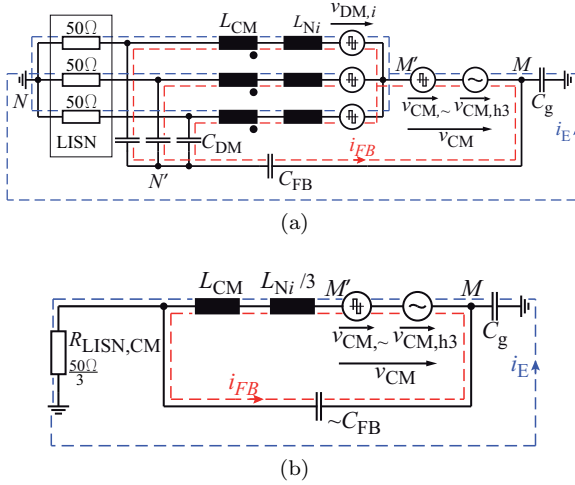 50Ω
50Ω
50Ω
LISN
N
L_CM
L_Ni
v_DM,i
M'
M
v_CM,~
v_CM,h3
v_CM
C_g
i_E'
C_DM
N'
i_FB
C_FB
(a)
L_CM
L_Ni /3
M'
M
R_LISN,CM
50Ω
3
v_CM,~
v_CM,h3
v_CM
C_g
i_E
i_FB
~C_FB
(b)